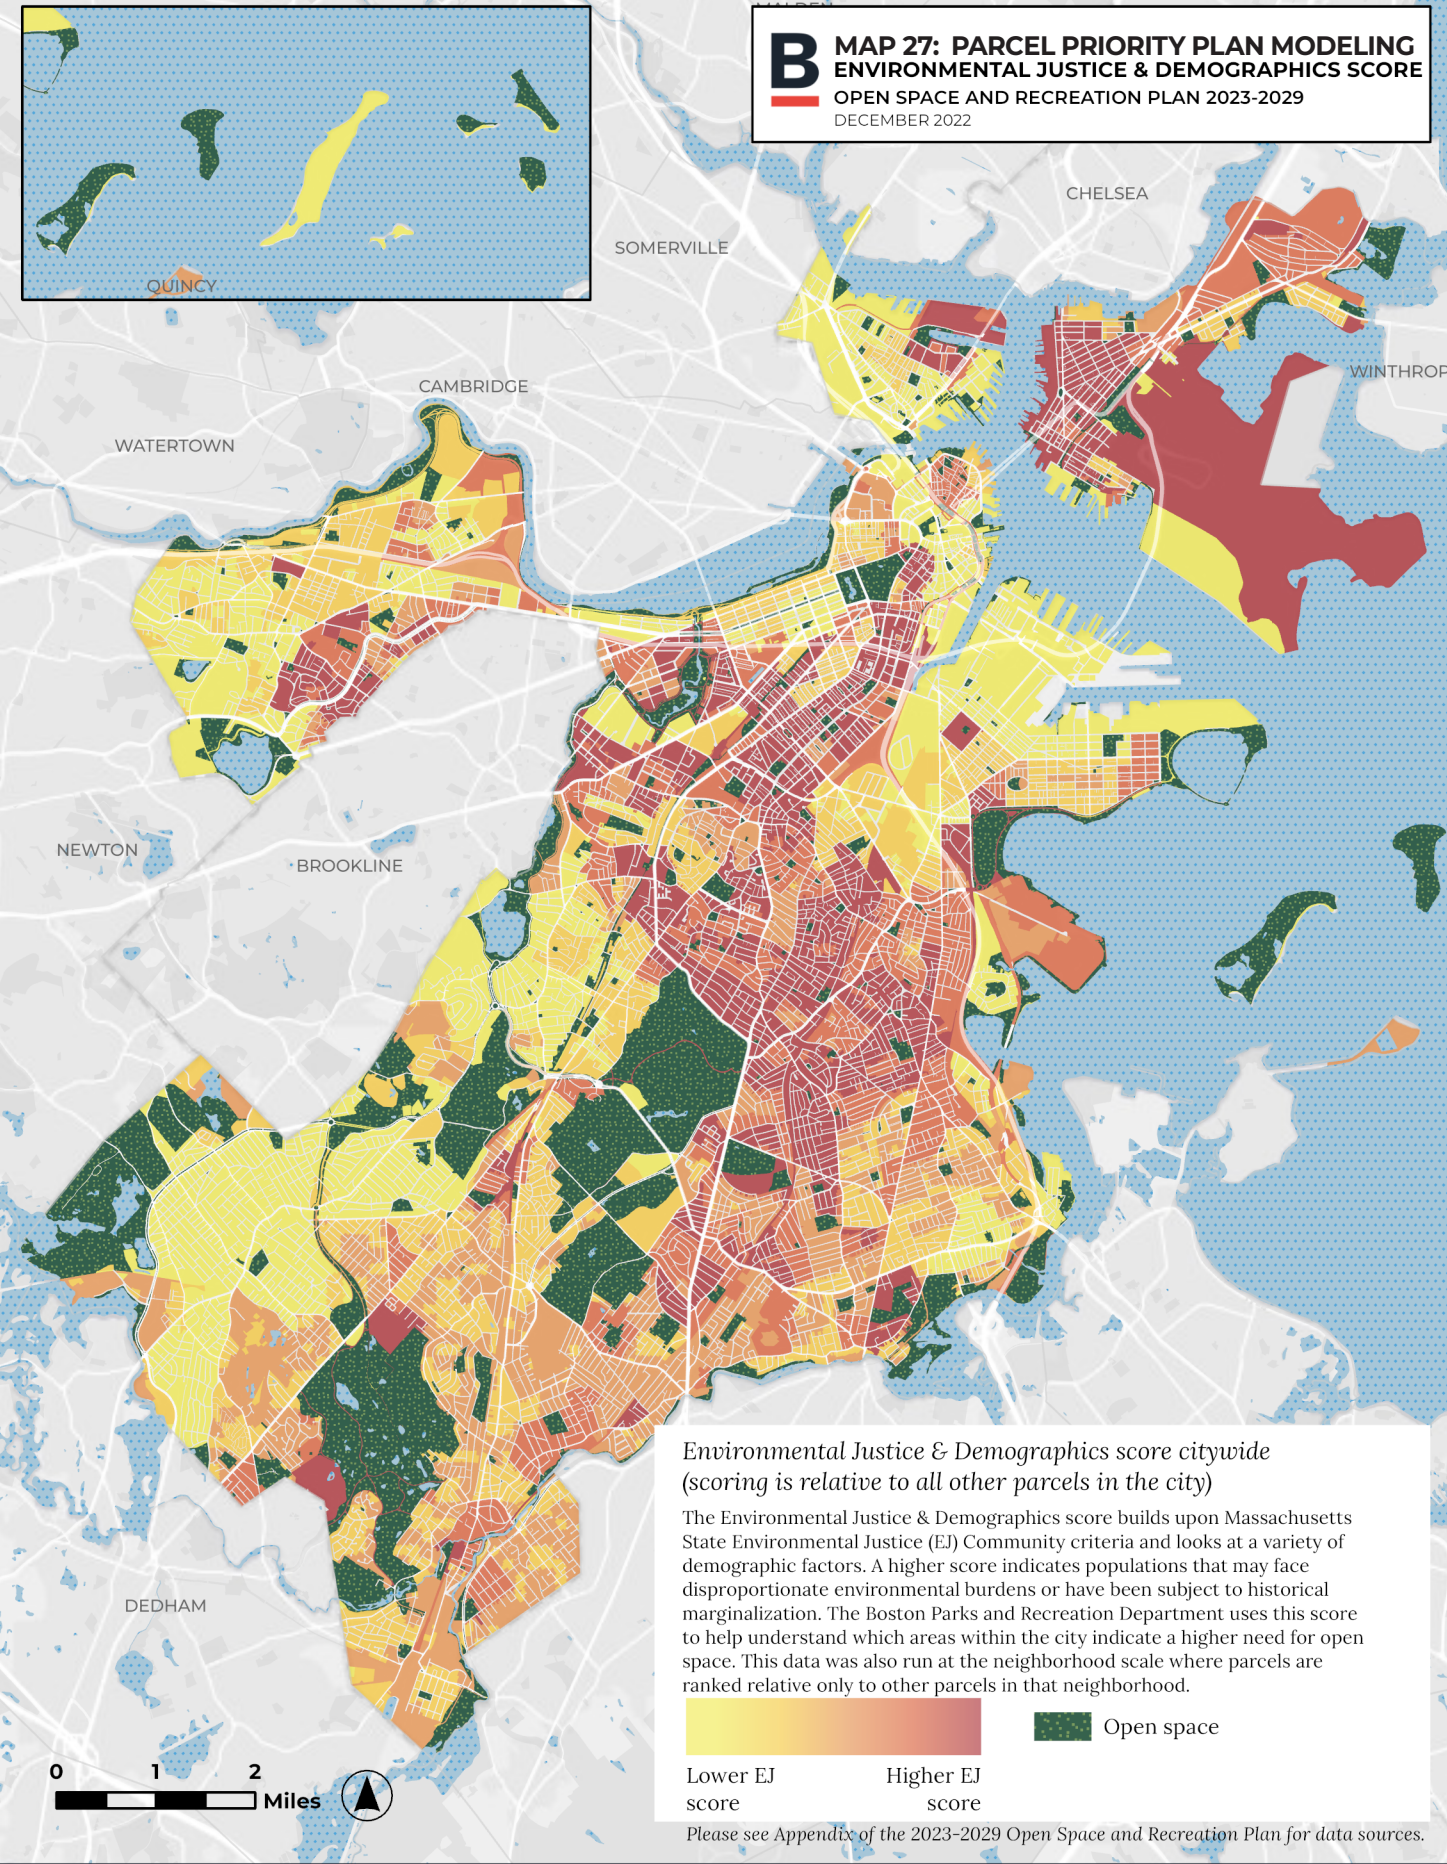 MALDEN
B
MAP 27: PARCEL PRIORITY PLAN MODELING
ENVIRONMENTAL JUSTICE & DEMOGRAPHICS SCORE
OPEN SPACE AND RECREATION PLAN 2023-2029
DECEMBER 2022
CHELSEA
SOMERVILLE
QUINCY
WINTHROP
CAMBRIDGE
WATERTOWN
NEWTON
BROOKLINE
DEDHAM
Environmental Justice & Demographics score citywide
(scoring is relative to all other parcels in the city)
The Environmental Justice & Demographics score builds upon Massachusetts
State Environmental Justice (EJ) Community criteria and looks at a variety of
demographic factors. A higher score indicates populations that may face
disproportionate environmental burdens or have been subject to historical
marginalization. The Boston Parks and Recreation Department uses this score
to help understand which areas within the city indicate a higher need for open
space. This data was also run at the neighborhood scale where parcels are
ranked relative only to other parcels in that neighborhood.
Open space
Lower EJ
score
Higher EJ
score
0 1 2
Miles
Please see Appendix of the 2023-2029 Open Space and Recreation Plan for data sources.